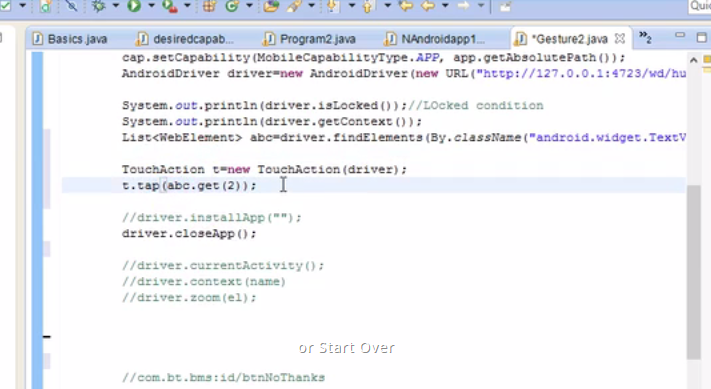 Quic
Basics.java
desiredcapab...
Program2.java
NAndroidapp1...
*Gesture2.java
»2
cap.setCapability(MobileCapabilityType.APP, app.getAbsolutePath());
AndroidDriver driver=new AndroidDriver(new URL("http://127.0.0.1:4723/wd/hu
System.out.println(driver.isLocked());//LOcked condition
System.out.println(driver.getContext());
List<WebElement> abc=driver.findElements(By.className("android.widget.TextV
TouchAction t=new TouchAction(driver);
t.tap(abc.get(2));
//driver.installApp("");
driver.closeApp();
//driver.currentActivity();
//driver.context(name)
//driver.zoom(el);
or Start Over
//com.bt.bms:id/btnNoThanks